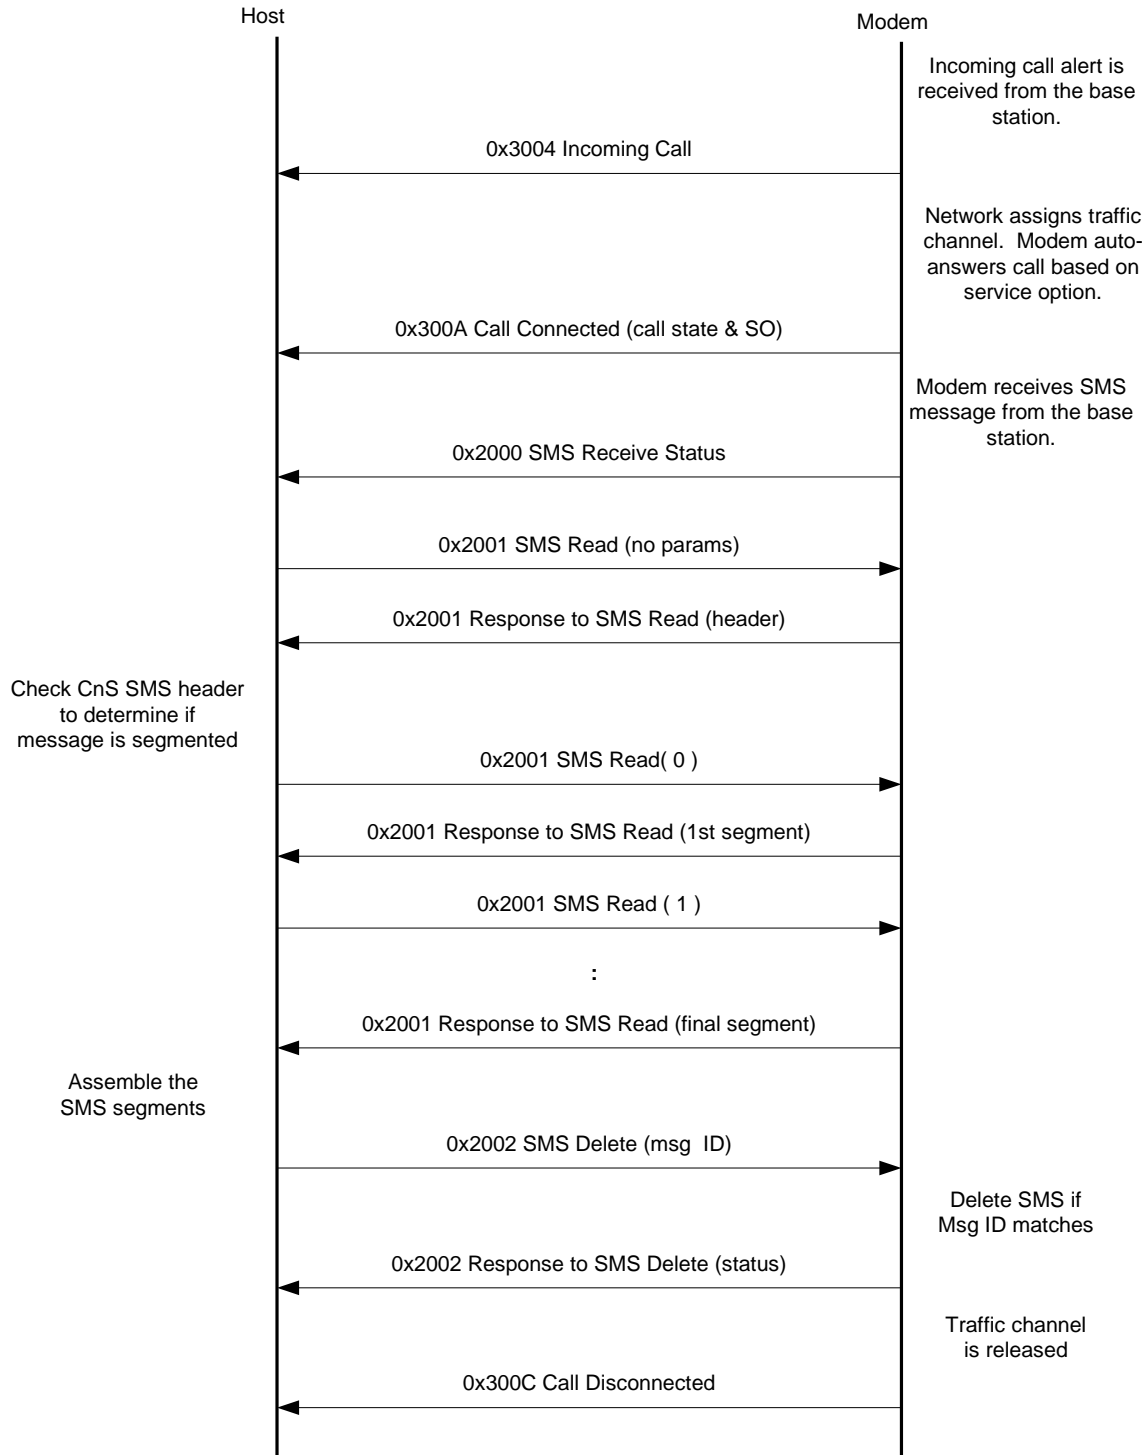 Host
Modem
Incoming call alert is
received from the base
station.
0x3004 Incoming Call
Network assigns traffic
channel.  Modem auto-
answers call based on
service option.
0x300A Call Connected (call state & SO)
Modem receives SMS
message from the base
station.
0x2000 SMS Receive Status
0x2001 SMS Read (no params)
0x2001 Response to SMS Read (header)
Check CnS SMS header
to determine if
message is segmented
0x2001 SMS Read( 0 )
0x2001 Response to SMS Read (1st segment)
0x2001 SMS Read ( 1 )
:
0x2001 Response to SMS Read (final segment)
Assemble the
SMS segments
0x2002 SMS Delete (msg  ID)
Delete SMS if
Msg ID matches
0x2002 Response to SMS Delete (status)
Traffic channel
is released
0x300C Call Disconnected